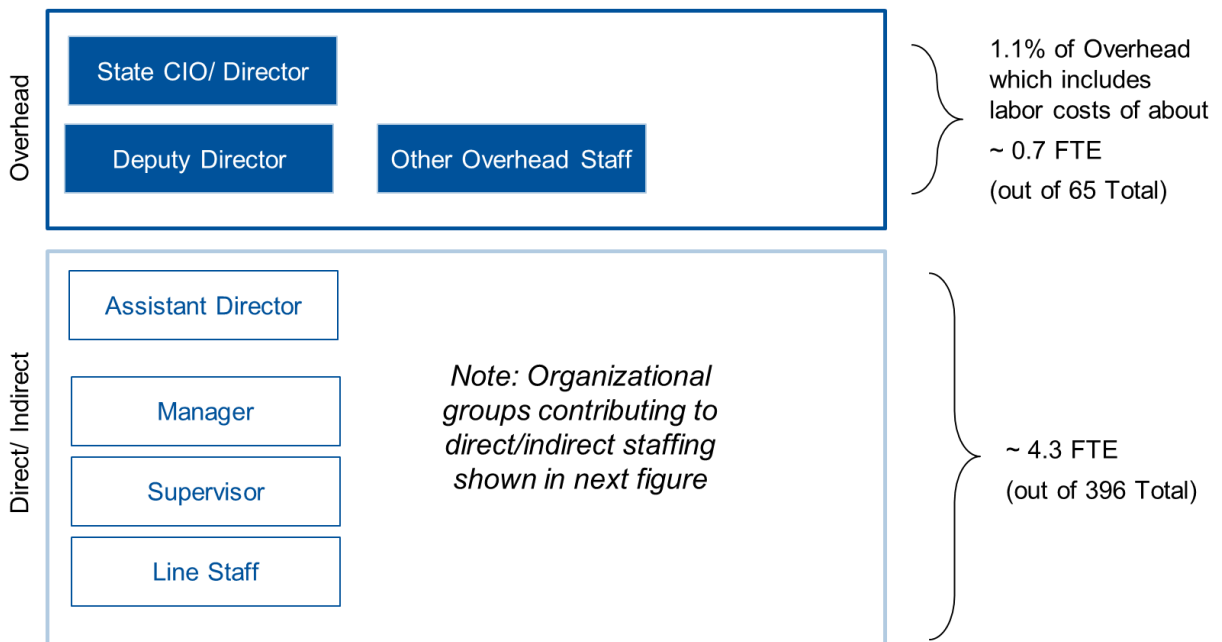 Overhead
State CIO/ Director
Deputy Director
Other Overhead Staff
1.1% of Overhead
which includes
labor costs of about
~ 0.7 FTE
(out of 65 Total)
Direct/ Indirect
Assistant Director
Manager
Supervisor
Line Staff
Note: Organizational
groups contributing to
direct/indirect staffing
shown in next figure
~ 4.3 FTE
(out of 396 Total)